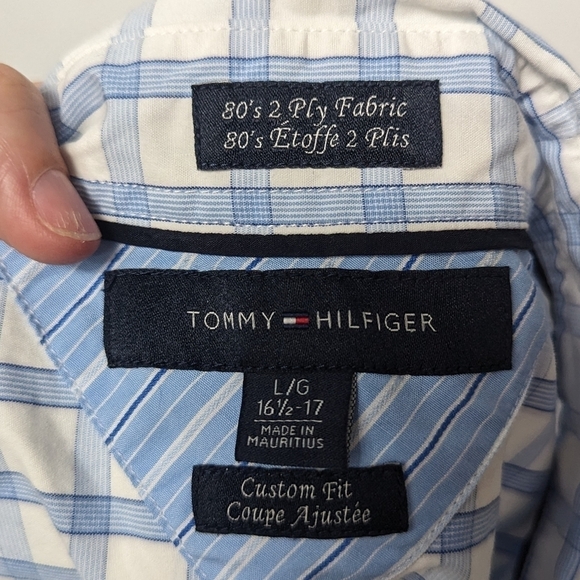 80's 2 Ply Fabric
80's Étoffe 2 Plis
TOMMY HILFIGER
L/G
16½-17
MADE IN
MAURITIUS
Custom Fit
Coupe Ajustée